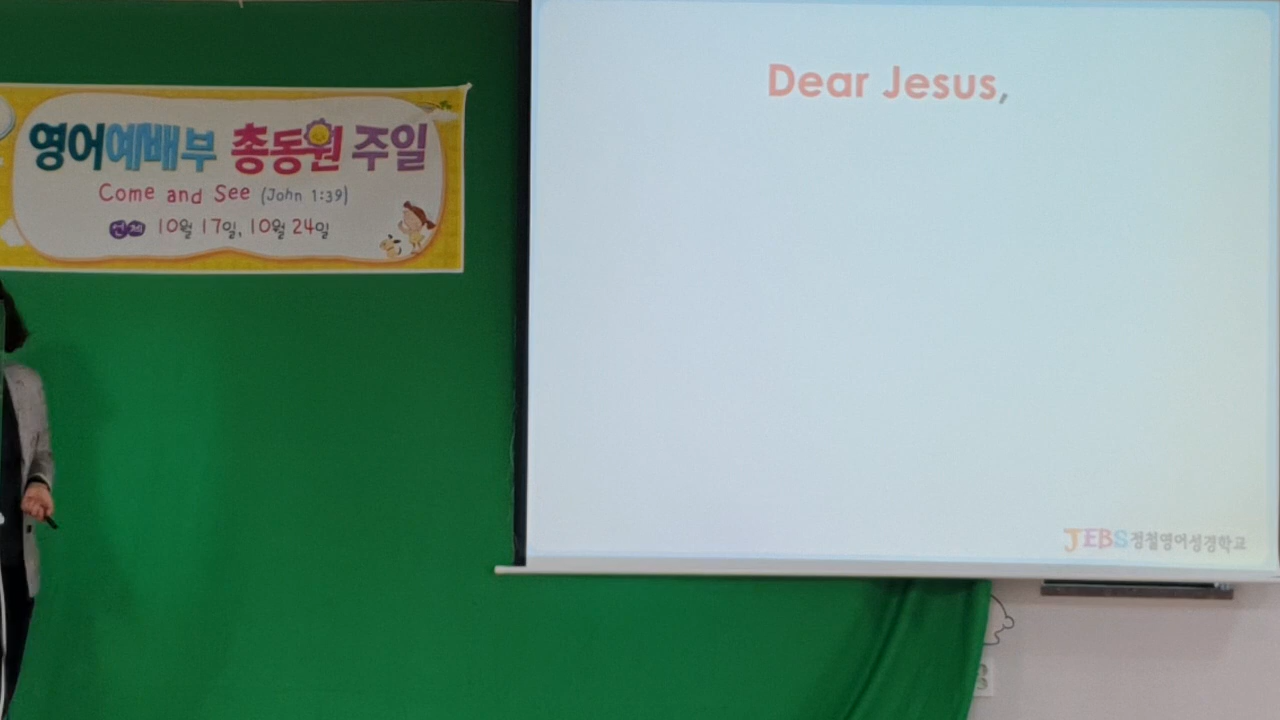 영어예배부 총동원 주일
Come and See (John 1:39)
언제 10월 17일, 10월 24일
Dear Jesus,
JEBS 정철영어성경학교